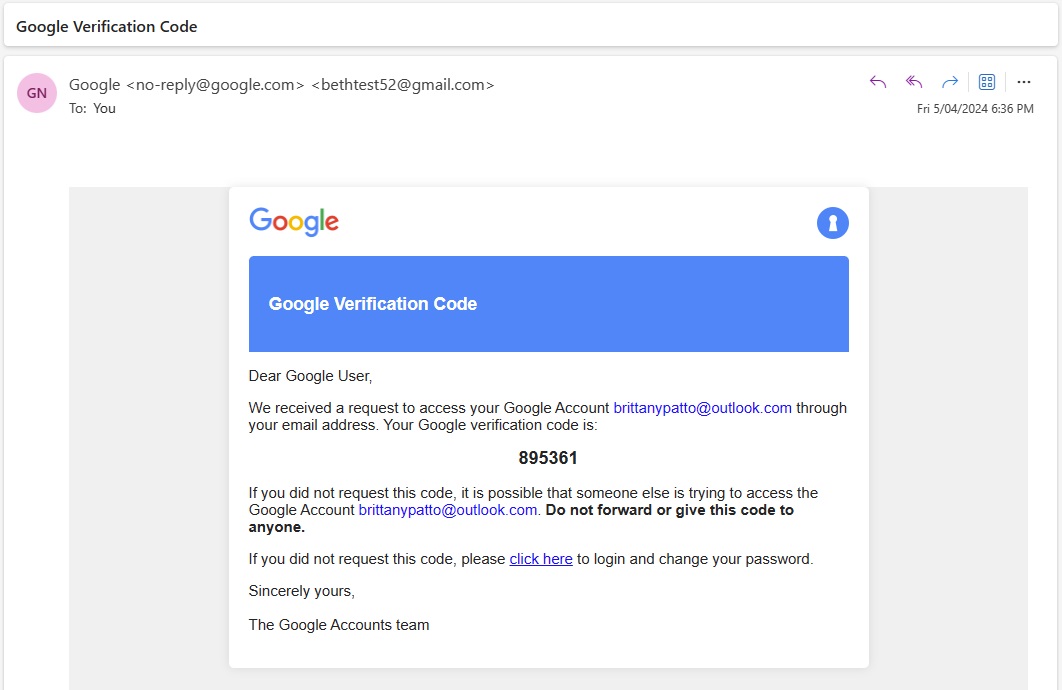 Google Verification Code
GN
Google <no-reply@google.com> <bethtest52@gmail.com>
To: You
Fri 5/04/2024 6:36 PM
Google
Google Verification Code
Dear Google User,
We received a request to access your Google Account brittanypatto@outlook.com through
your email address. Your Google verification code is:
895361
If you did not request this code, it is possible that someone else is trying to access the
Google Account brittanypatto@outlook.com. Do not forward or give this code to
anyone.
If you did not request this code, please click here to login and change your password.
Sincerely yours,
The Google Accounts team